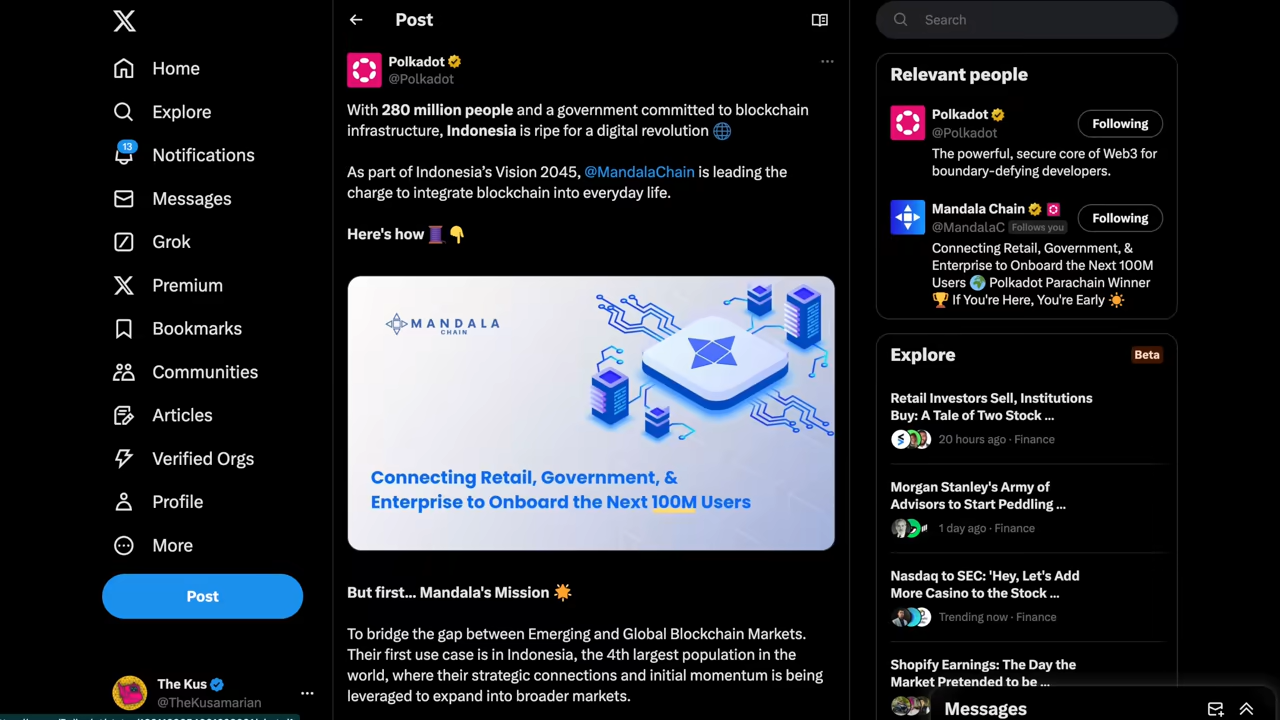 Home
Explore
13
Notifications
Messages
Grok
Premium
Bookmarks
Communities
Articles
Verified Orgs
Profile
More
Post
The Kus
@TheKusamarian
Post
Polkadot
@Polkadot
With 280 million people and a government committed to blockchain
infrastructure, Indonesia is ripe for a digital revolution 🌐
As part of Indonesia's Vision 2045, @MandalaChain is leading the
charge to integrate blockchain into everyday life.
Here's how 🧵👇
MANDALA
CHAIN
Connecting Retail, Government, &
Enterprise to Onboard the Next 100M Users
But first... Mandala's Mission ☀️
To bridge the gap between Emerging and Global Blockchain Markets.
Their first use case is in Indonesia, the 4th largest population in the
world, where their strategic connections and initial momentum is being
leveraged to expand into broader markets.
Search
Relevant people
Polkadot
@Polkadot
Following
The powerful, secure core of Web3 for
boundary-defying developers.
Mandala Chain
@MandalaC Follows you
Following
Connecting Retail, Government, &
Enterprise to Onboard the Next 100M
Users 🌍 Polkadot Parachain Winner
🏆 If You're Here, You're Early ☀️
Explore
Beta
Retail Investors Sell, Institutions
Buy: A Tale of Two Stock ...
20 hours ago · Finance
Morgan Stanley's Army of
Advisors to Start Peddling ...
1 day ago · Finance
Nasdaq to SEC: 'Hey, Let's Add
More Casino to the Stock ...
Trending now · Finance
Shopify Earnings: The Day the
Market Pretended to be ...
Messages